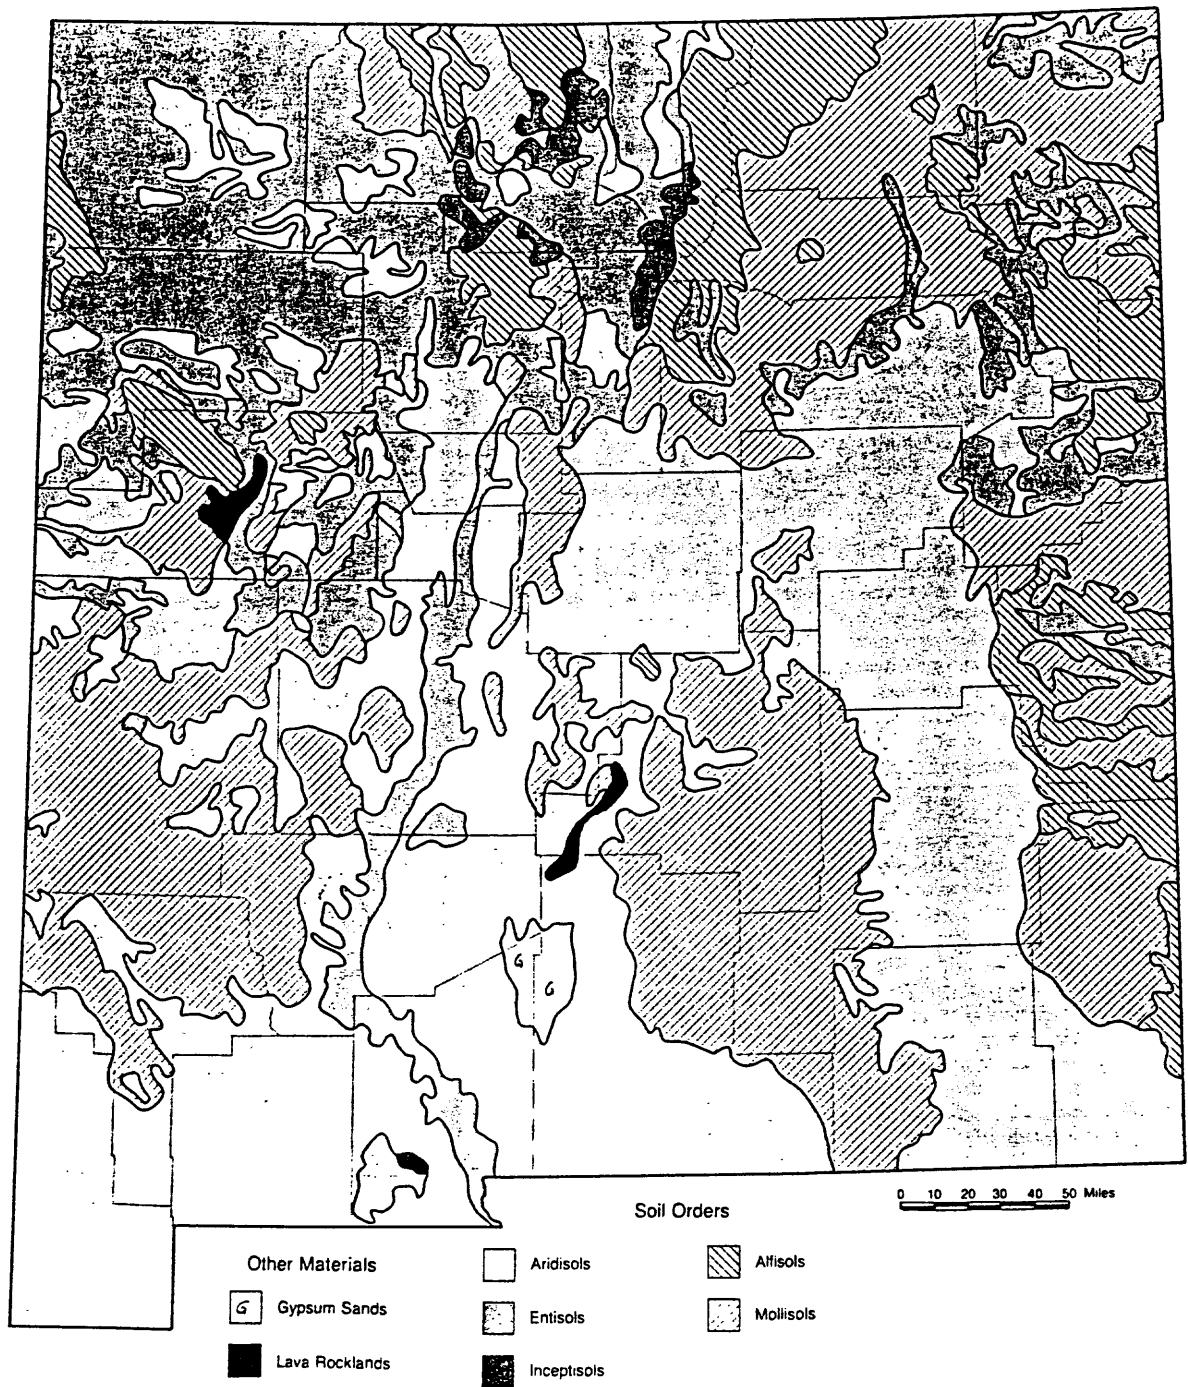 G
G
0 10 20 30 40 50 Miles
Soil Orders
Other Materials
Aridisols
Alfisols
G Gypsum Sands
Entisols
Mollisols
Lava Rocklands
Inceptisols